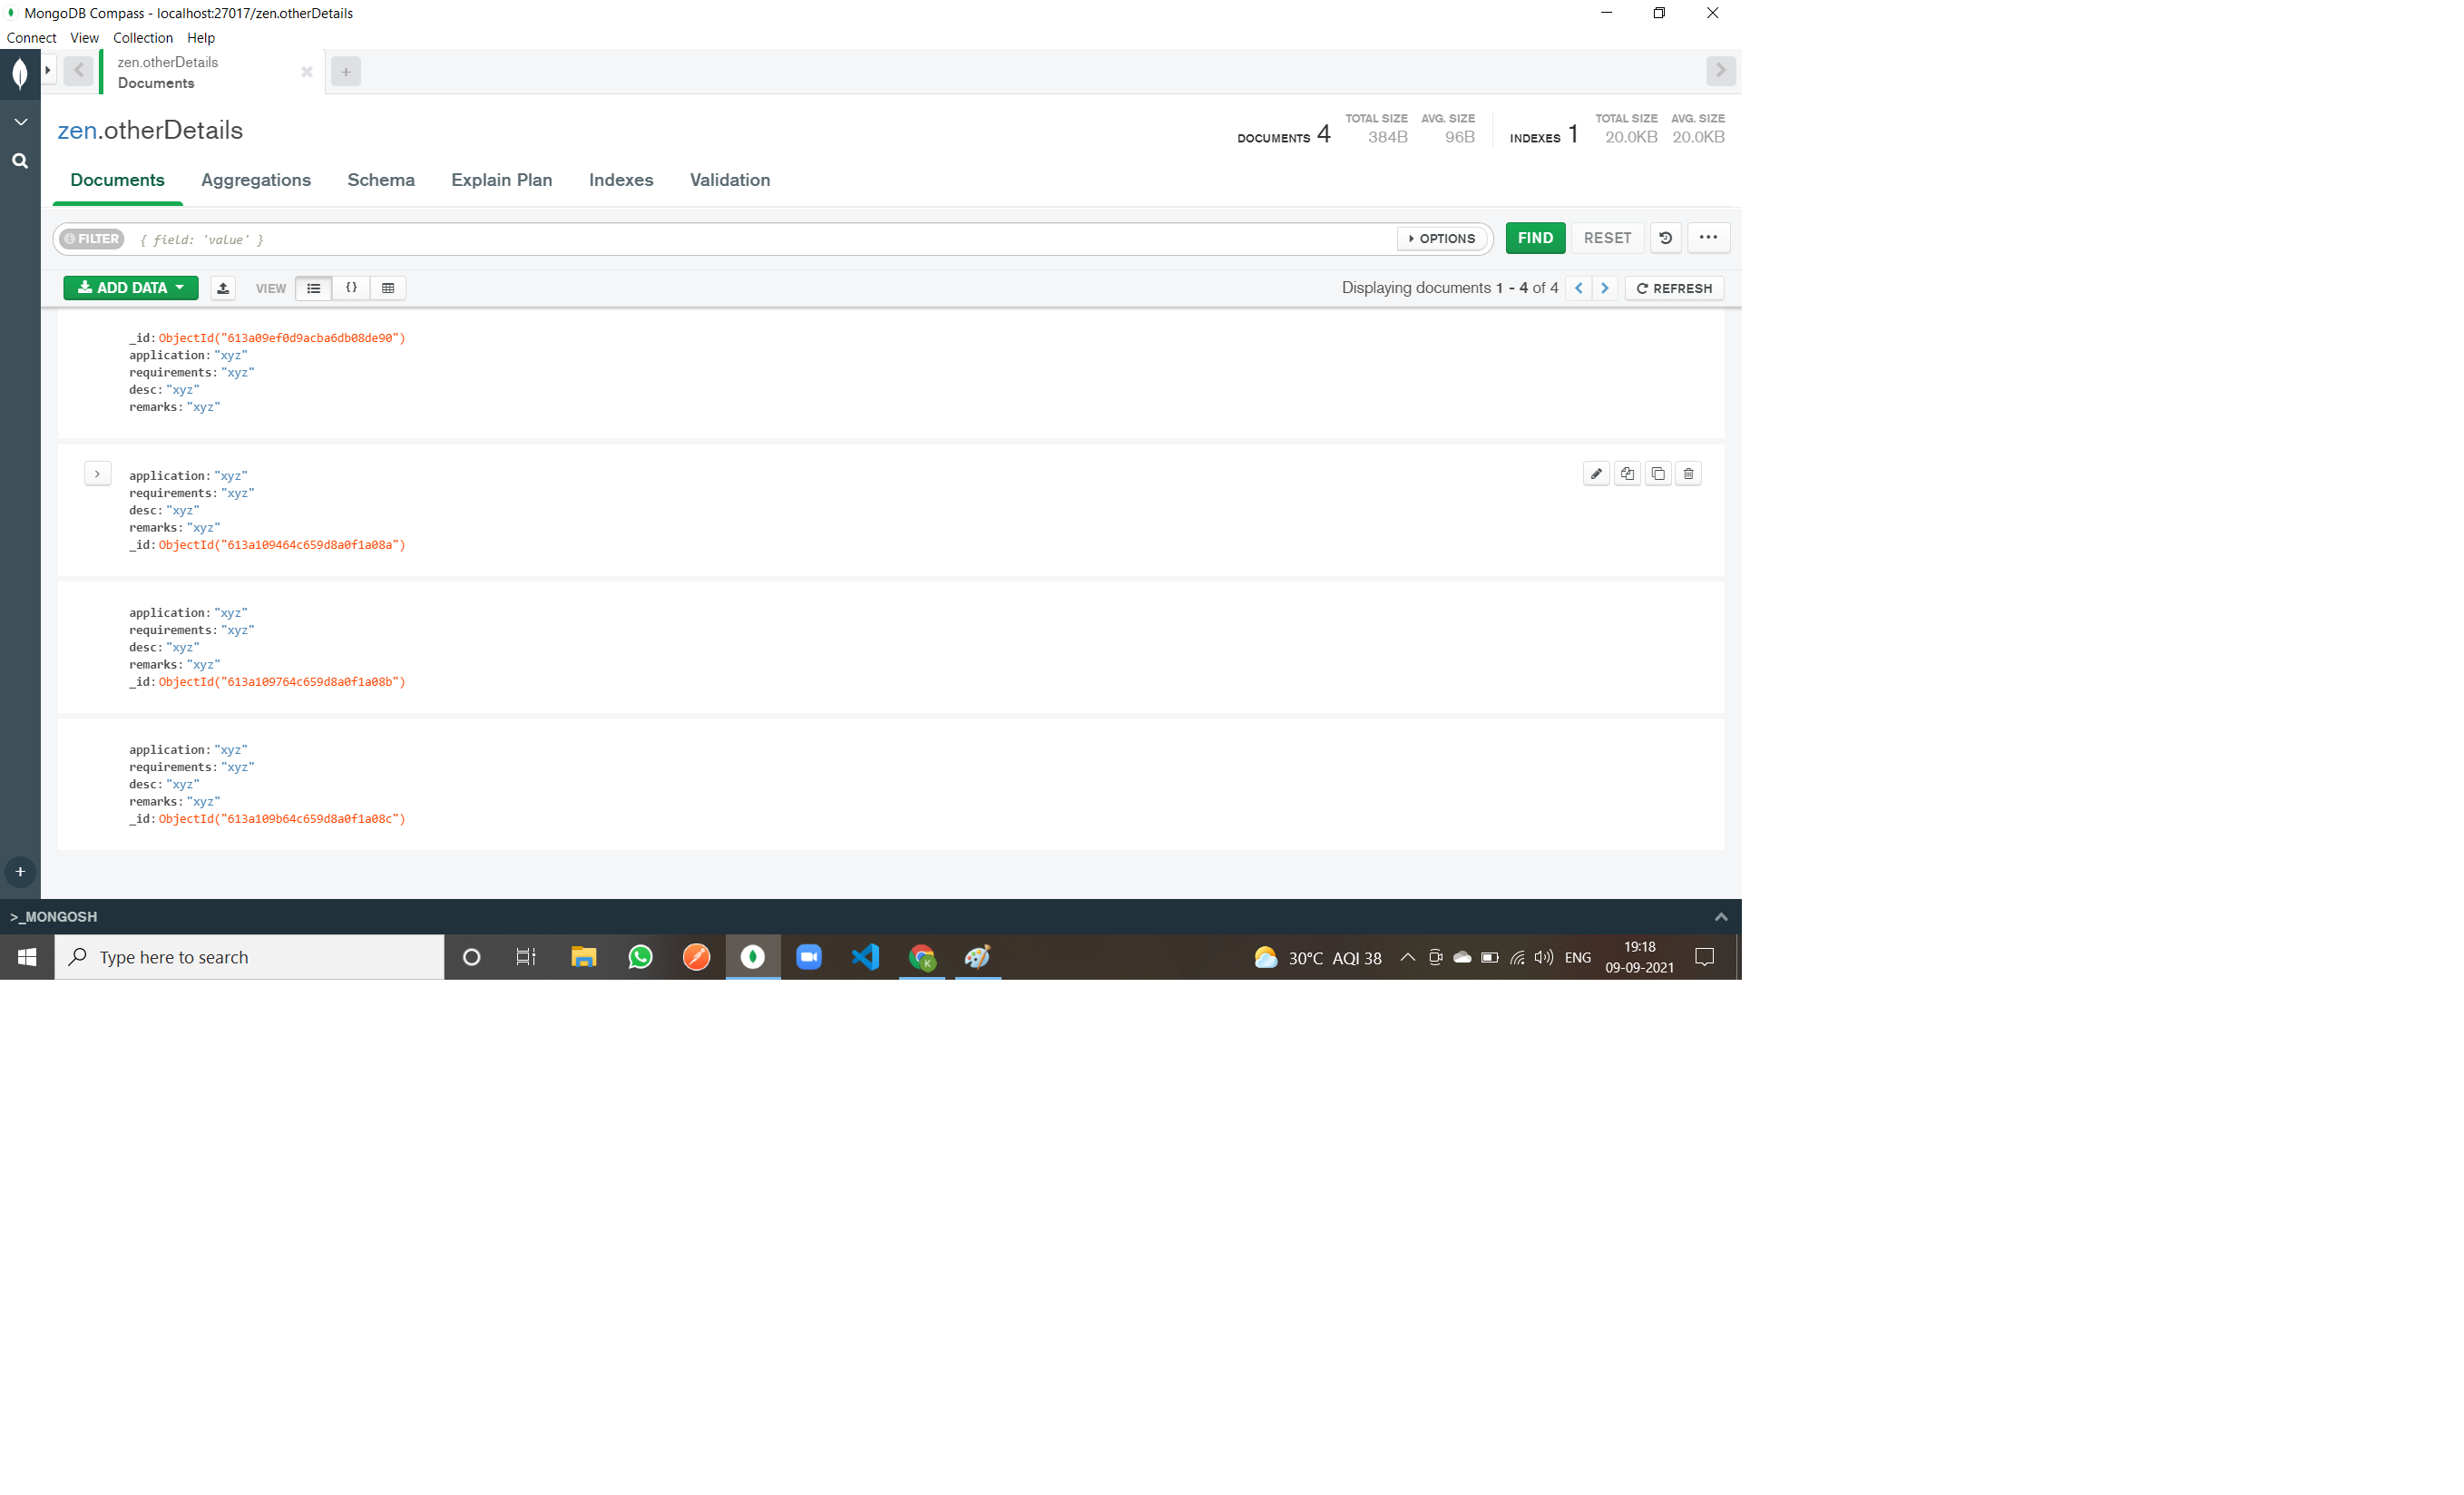 MongoDB Compass - localhost:27017/zen.otherDetails
Connect View Collection Help
zen.otherDetails
Documents
zen.otherDetails
DOCUMENTS 4 TOTAL SIZE 384B AVG. SIZE 96B INDEXES 1 TOTAL SIZE 20.0KB AVG. SIZE 20.0KB
Documents Aggregations Schema Explain Plan Indexes Validation
FILTER { field: 'value' } OPTIONS FIND RESET
ADD DATA VIEW {} Displaying documents 1 - 4 of 4 REFRESH
_id: ObjectId("613a09ef0d9acba6db08de90")
application: "xyz"
requirements: "xyz"
desc: "xyz"
remarks: "xyz"
application: "xyz"
requirements: "xyz"
desc: "xyz"
remarks: "xyz"
_id: ObjectId("613a109464c659d8a0f1a08a")
application: "xyz"
requirements: "xyz"
desc: "xyz"
remarks: "xyz"
_id: ObjectId("613a109764c659d8a0f1a08b")
application: "xyz"
requirements: "xyz"
desc: "xyz"
remarks: "xyz"
_id: ObjectId("613a109b64c659d8a0f1a08c")
>_MONGOSH
Type here to search
K
30°C AQI 38 ENG
19:18
09-09-2021